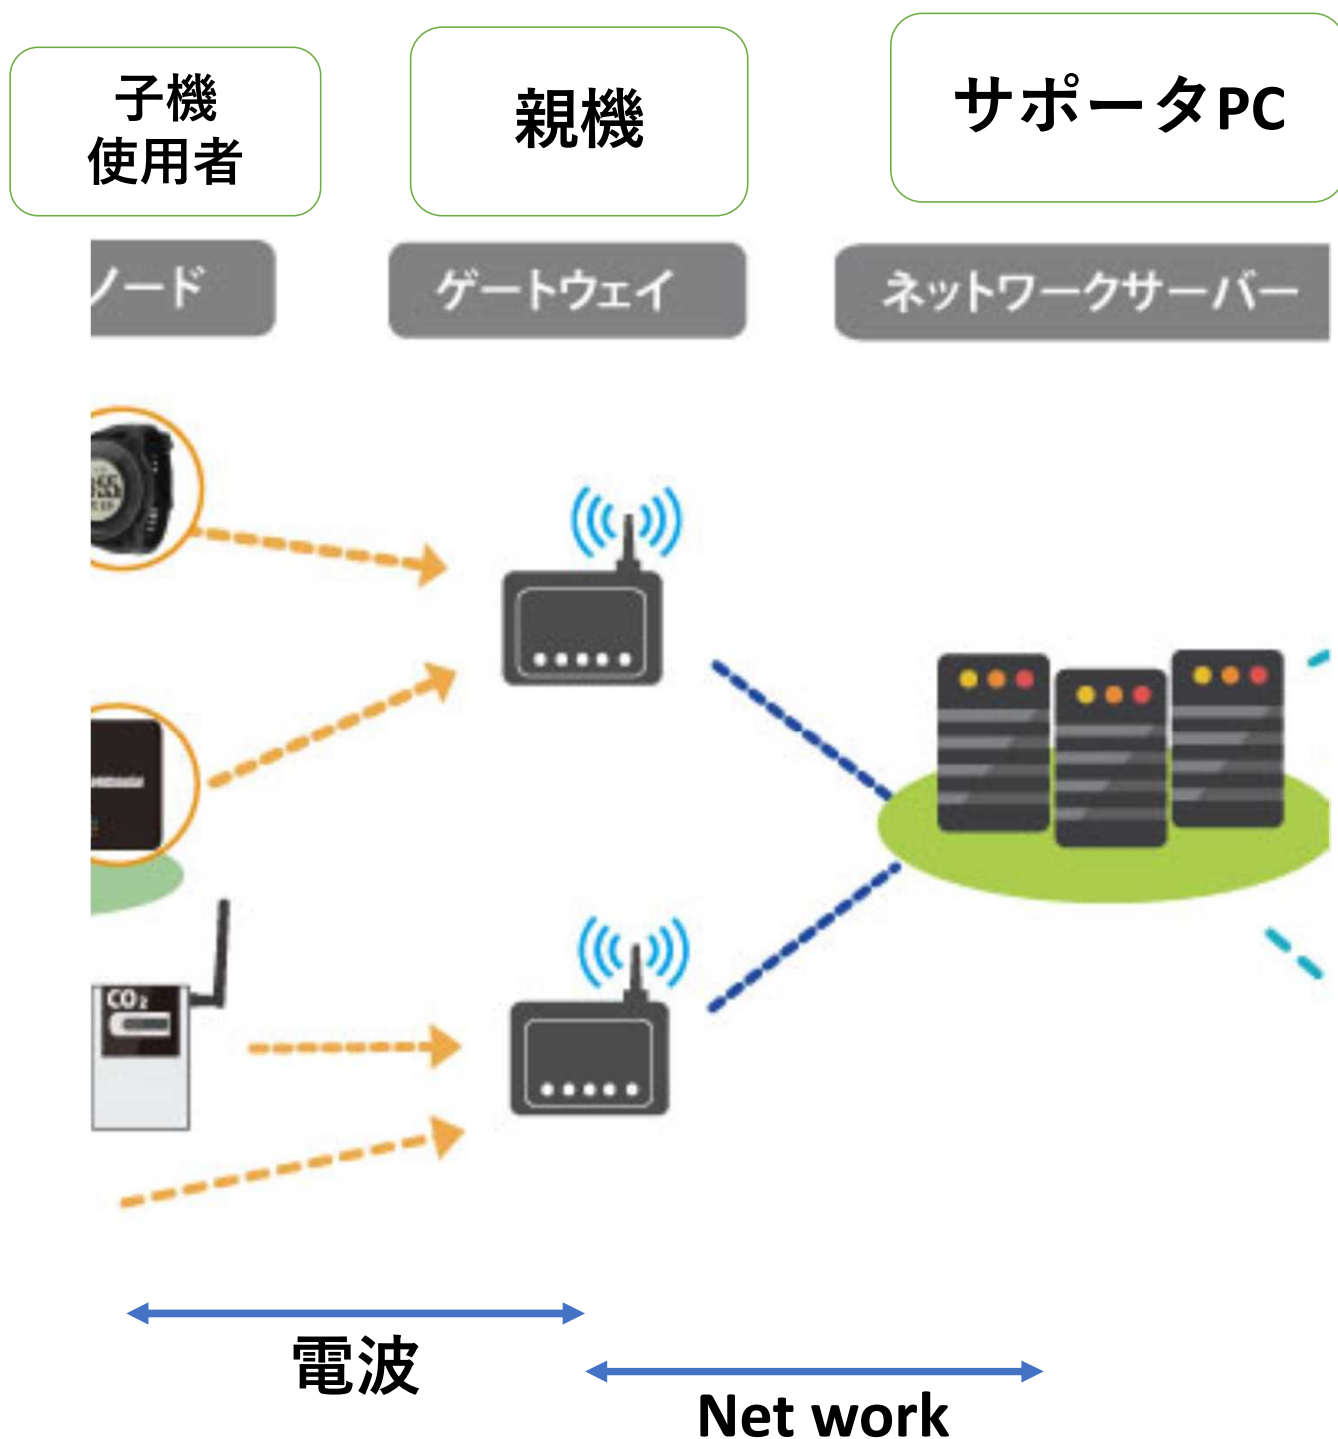 子機
使用者
親機
サポータPC
ノード
ゲートウェイ
ネットワークサーバー
CO2
電波
Net work